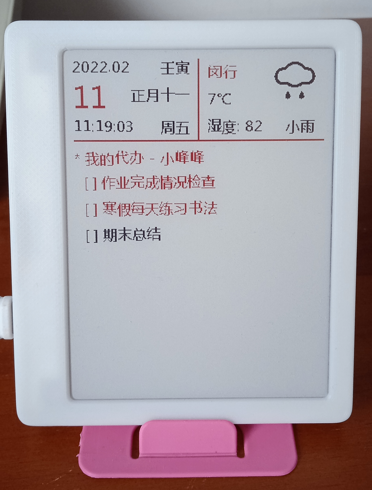 2022.02 壬寅
11 正月十一
11:19:03 周五
闵行
7℃
湿度: 82 小雨
* 我的代办 - 小峰峰
[ ] 作业完成情况检查
[ ] 寒假每天练习书法
[ ] 期末总结